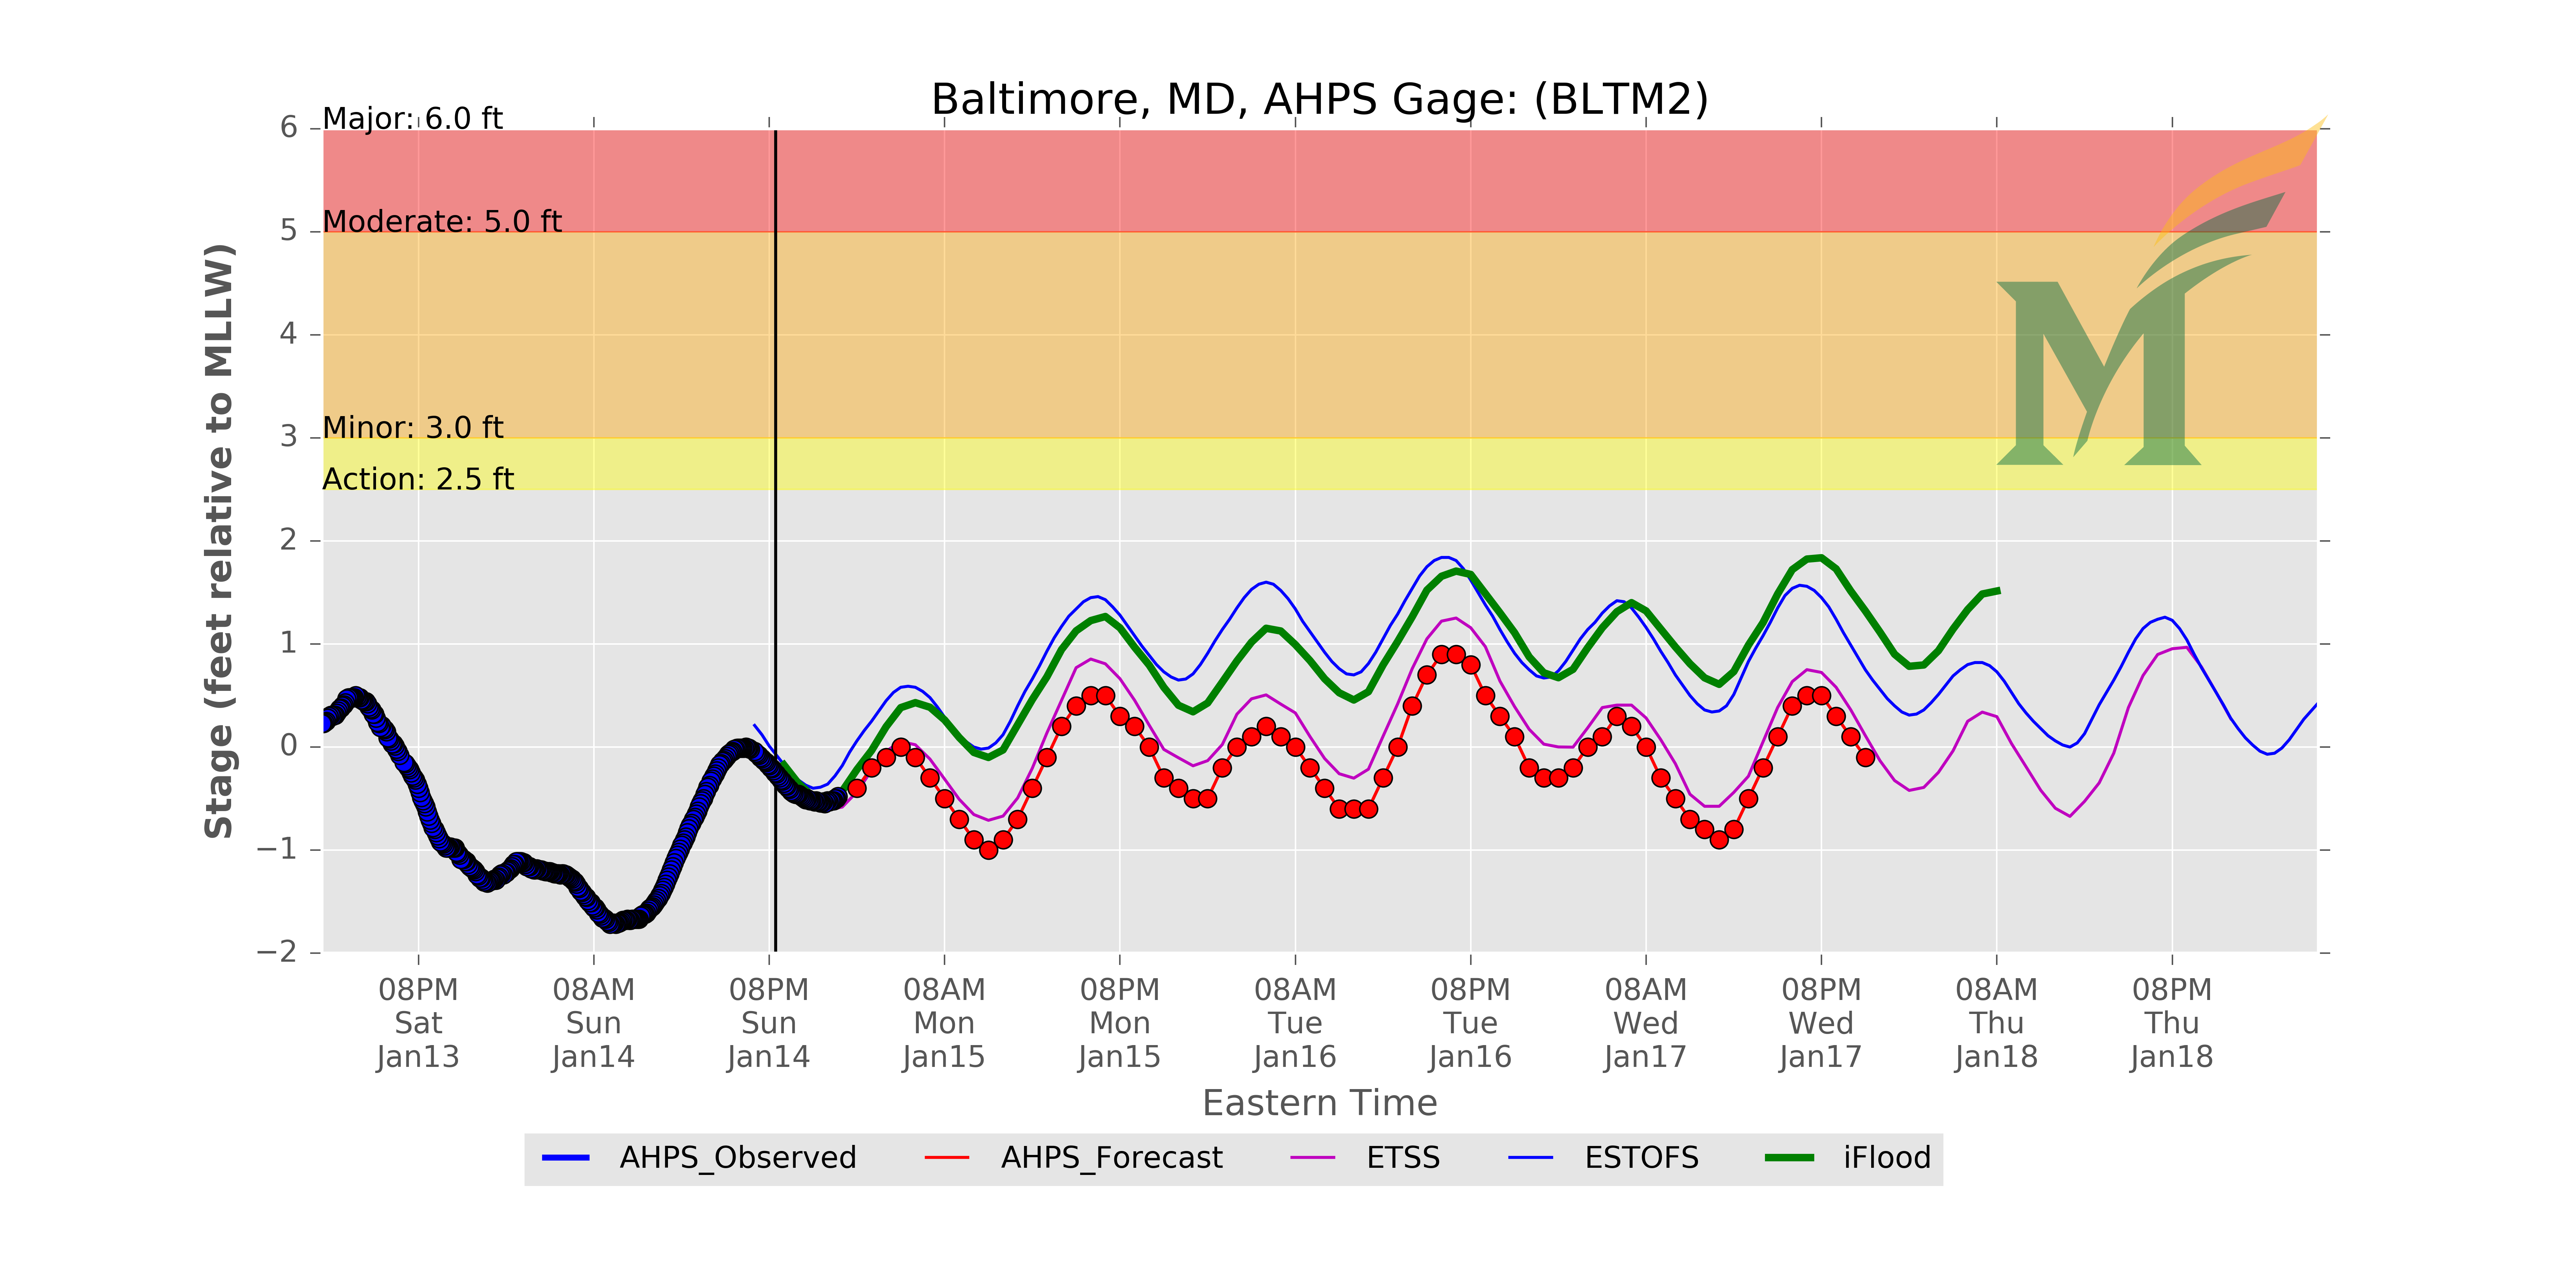 Baltimore, MD, AHPS Gage: (BLTM2)
Major: 6.0 ft
Moderate: 5.0 ft
Minor: 3.0 ft
Action: 2.5 ft
Stage (feet relative to MLLW)
6
5
4
3
2
1
0
−1
−2
08PM
Sat
Jan13
08AM
Sun
Jan14
08PM
Sun
Jan14
08AM
Mon
Jan15
08PM
Mon
Jan15
08AM
Tue
Jan16
08PM
Tue
Jan16
08AM
Wed
Jan17
08PM
Wed
Jan17
08AM
Thu
Jan18
08PM
Thu
Jan18
Eastern Time
AHPS_Observed
AHPS_Forecast
ETSS
ESTOFS
iFlood
M